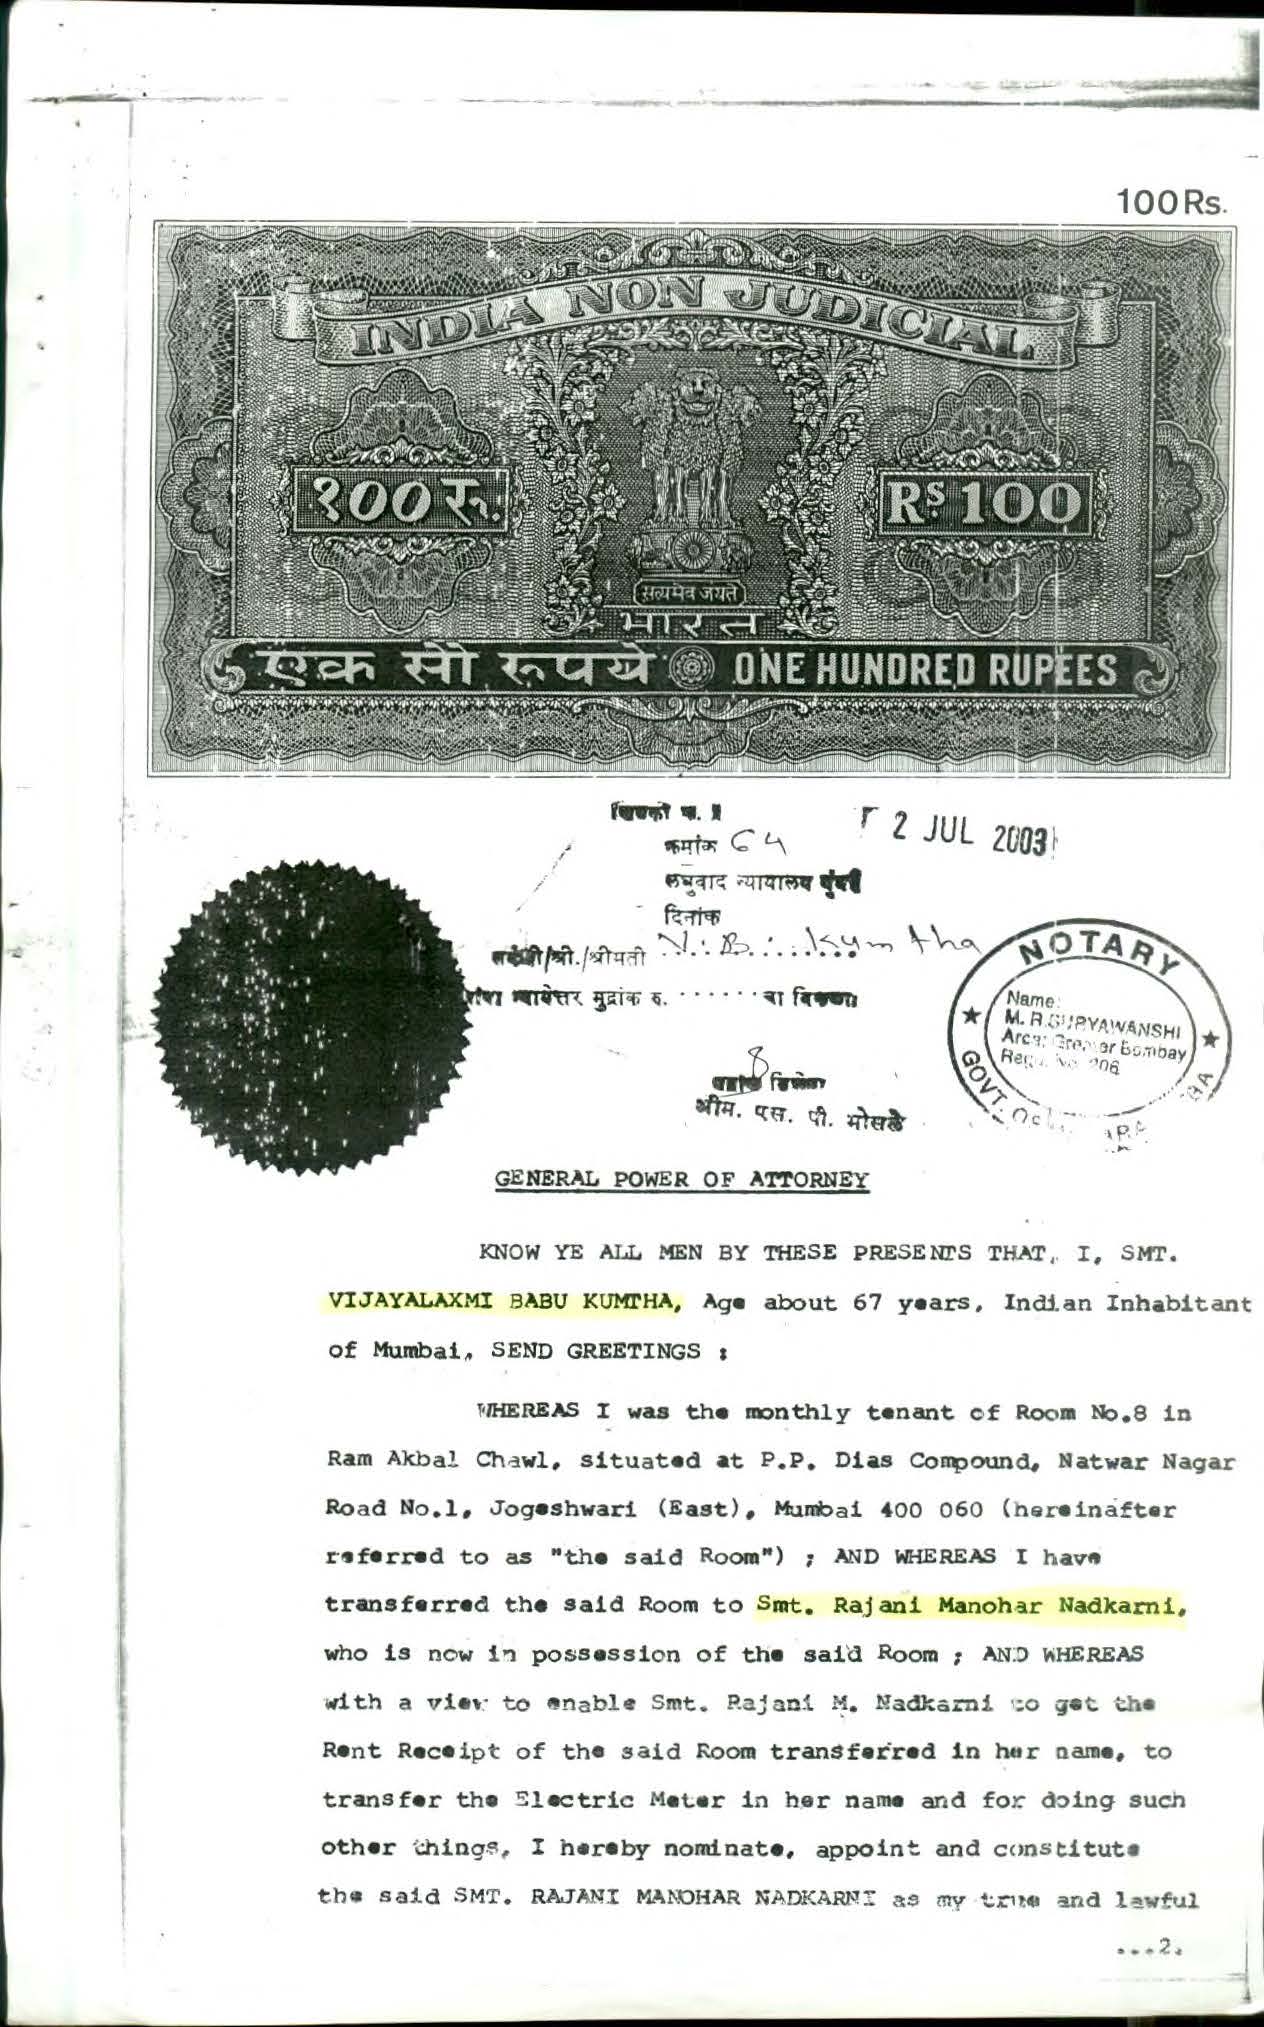 100Rs.
INDIA NON JUDICIAL
१00 रु.
RS 100
सत्यमेव जयते
भारत
एक सौ रुपये ONE HUNDRED RUPEES
2 JUL 2003
क्रमांक 64
लघुवाद न्यायालय मुंबई
दिनांक
श्री./श्रीमती V. B. Kumtha
मुद्रांक रु. ......
श्रीम. एस. पी. भोसले
NOTARY
Name:
M. R. SURYAWANSHI
Area: Greater Bombay
Regd. No. 206
GOVT.
GENERAL POWER OF ATTORNEY
KNOW YE ALL MEN BY THESE PRESENTS THAT, I, SMT.
VIJAYALAXMI BABU KUMTHA, Age about 67 years, Indian Inhabitant
of Mumbai, SEND GREETINGS :
WHEREAS I was the monthly tenant of Room No.8 in
Ram Akbal Chawl, situated at P.P. Dias Compound, Natwar Nagar
Road No.1, Jogeshwari (East), Mumbai 400 060 (hereinafter
referred to as "the said Room") ; AND WHEREAS I have
transferred the said Room to Smt. Rajani Manohar Nadkarni,
who is now in possession of the said Room ; AND WHEREAS
with a view to enable Smt. Rajani M. Nadkarni to get the
Rent Receipt of the said Room transferred in her name, to
transfer the Electric Meter in her name and for doing such
other things, I hereby nominate, appoint and constitute
the said SMT. RAJANI MANOHAR NADKARNI as my true and lawful
...2.